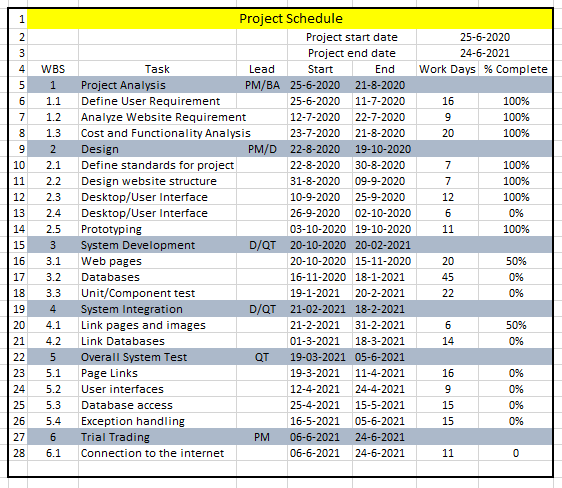 1 Project Schedule
2 Project start date 25-6-2020
3 Project end date 24-6-2021
4 WBS Task Lead Start End Work Days % Complete
5 1 Project Analysis PM/BA 25-6-2020 21-8-2020
6 1.1 Define User Requirement 25-6-2020 11-7-2020 16 100%
7 1.2 Analyze Website Requirement 12-7-2020 22-7-2020 9 100%
8 1.3 Cost and Functionality Analysis 23-7-2020 21-8-2020 20 100%
9 2 Design PM/D 22-8-2020 19-10-2020
10 2.1 Define standards for project 22-8-2020 30-8-2020 7 100%
11 2.2 Design website structure 31-8-2020 09-9-2020 7 100%
12 2.3 Desktop/User Interface 10-9-2020 25-9-2020 12 100%
13 2.4 Desktop/User Interface 26-9-2020 02-10-2020 6 0%
14 2.5 Prototyping 03-10-2020 19-10-2020 11 100%
15 3 System Development D/QT 20-10-2020 20-02-2021
16 3.1 Web pages 20-10-2020 15-11-2020 20 50%
17 3.2 Databases 16-11-2020 18-1-2021 45 0%
18 3.3 Unit/Component test 19-1-2021 20-2-2021 22 0%
19 4 System Integration D/QT 21-02-2021 18-2-2021
20 4.1 Link pages and images 21-2-2021 31-2-2021 6 50%
21 4.2 Link Databases 01-3-2021 18-3-2021 14 0%
22 5 Overall System Test QT 19-03-2021 05-6-2021
23 5.1 Page Links 19-3-2021 11-4-2021 16 0%
24 5.2 User interfaces 12-4-2021 24-4-2021 9 0%
25 5.3 Database access 25-4-2021 15-5-2021 15 0%
26 5.4 Exception handling 16-5-2021 05-6-2021 15 0%
27 6 Trial Trading PM 06-6-2021 24-6-2021
28 6.1 Connection to the internet 06-6-2021 24-6-2021 11 0